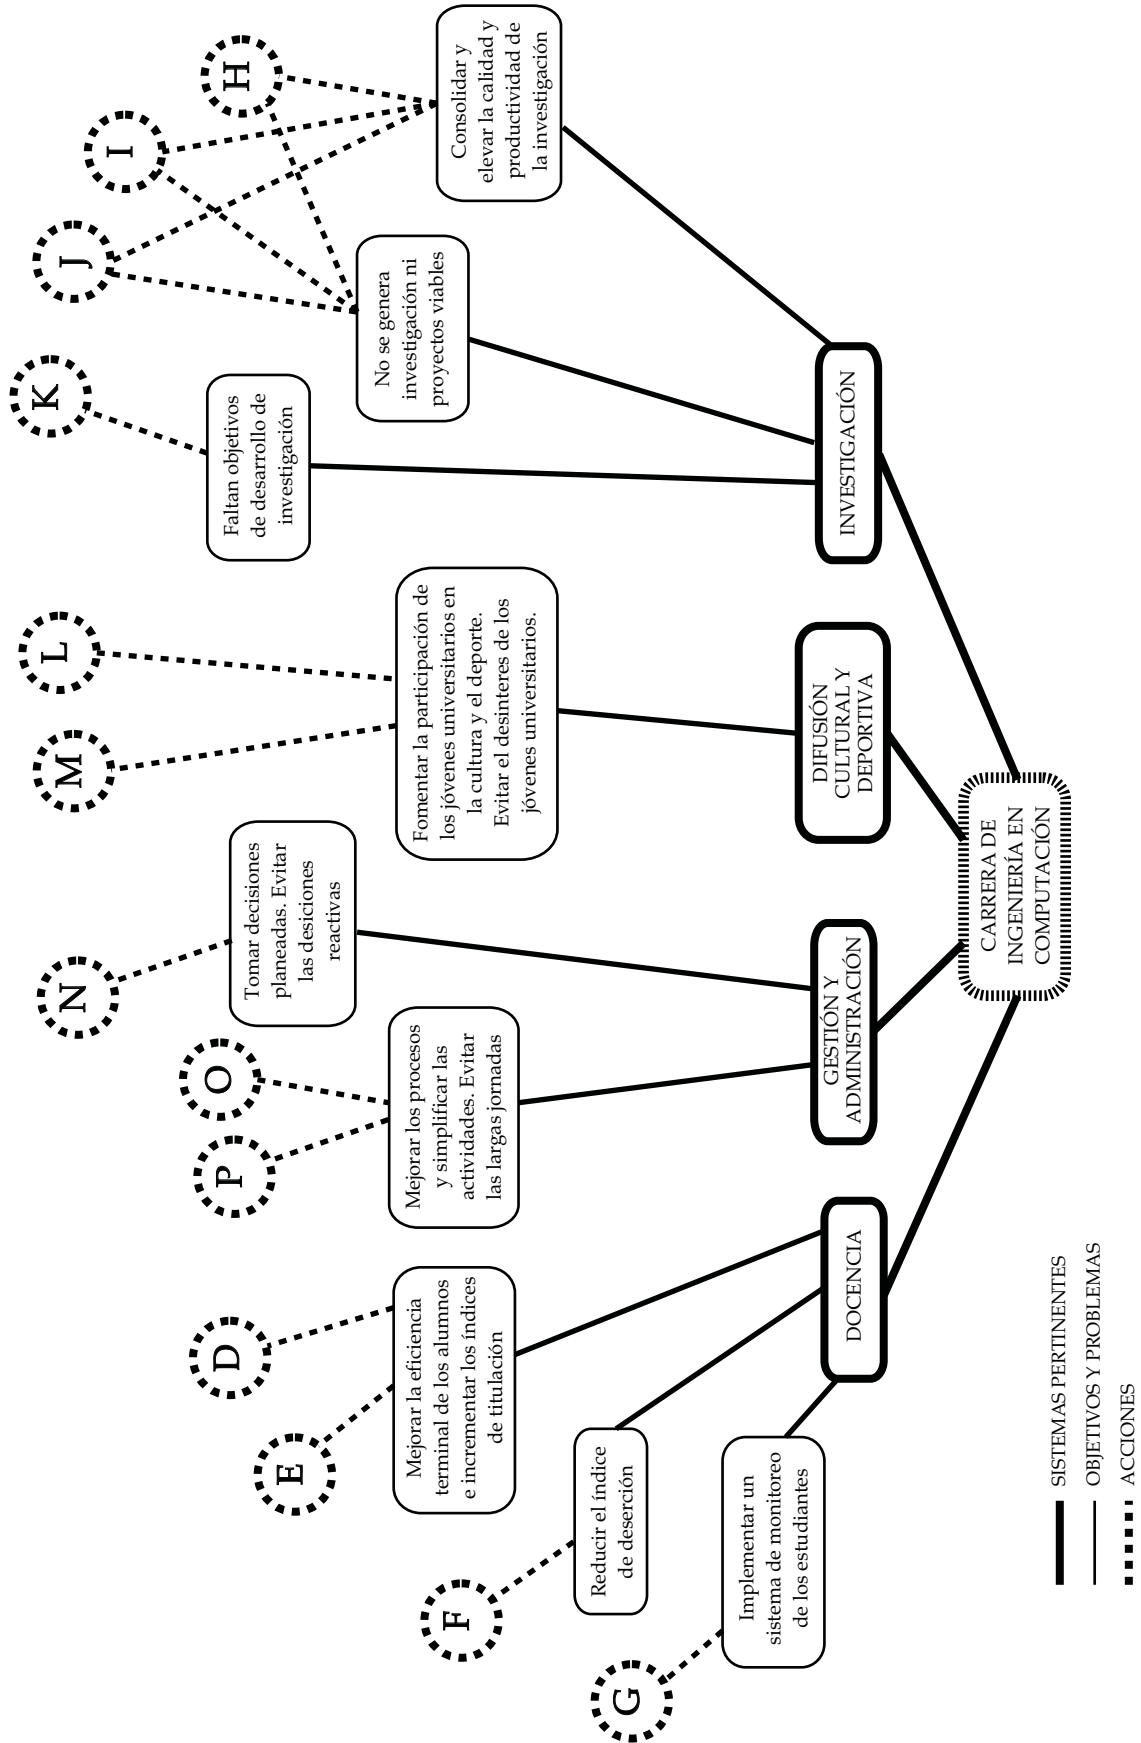 G
F
E
D
P
O
N
M
L
K
J
I
H
Implementar un
sistema de monitoreo
de los estudiantes
Reducir el índice
de deserción
Mejorar la eficiencia
terminal de los alumnos
e incrementar los índices
de titulación
Mejorar los procesos
y simplificar las
actividades. Evitar
las largas jornadas
Tomar decisiones
planeadas. Evitar
las desiciones
reactivas
Fomentar la participación de
los jóvenes universitarios en
la cultura y el deporte.
Evitar el desinteres de los
jóvenes universitarios.
Faltan objetivos
de desarrollo de
investigación
No se genera
investigación ni
proyectos viables
Consolidar y
elevar la calidad y
productividad de
la investigación
DOCENCIA
GESTIÓN Y
ADMINISTRACIÓN
DIFUSIÓN
CULTURAL Y
DEPORTIVA
INVESTIGACIÓN
CARRERA DE
INGENIERÍA EN
COMPUTACIÓN
SISTEMAS PERTINENTES
OBJETIVOS Y PROBLEMAS
ACCIONES